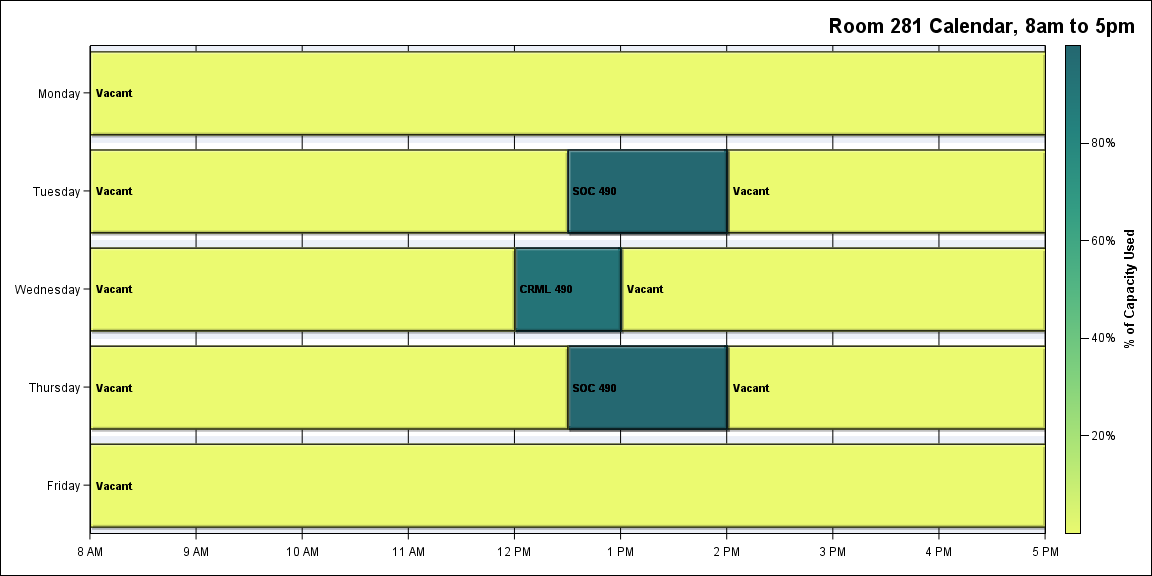 Room 281 Calendar, 8am to 5pm
Monday
Vacant
Tuesday
Vacant
SOC 490
Vacant
Wednesday
Vacant
CRML 490
Vacant
Thursday
Vacant
SOC 490
Vacant
Friday
Vacant
8 AM
9 AM
10 AM
11 AM
12 PM
1 PM
2 PM
3 PM
4 PM
5 PM
80%
60%
40%
20%
% of Capacity Used